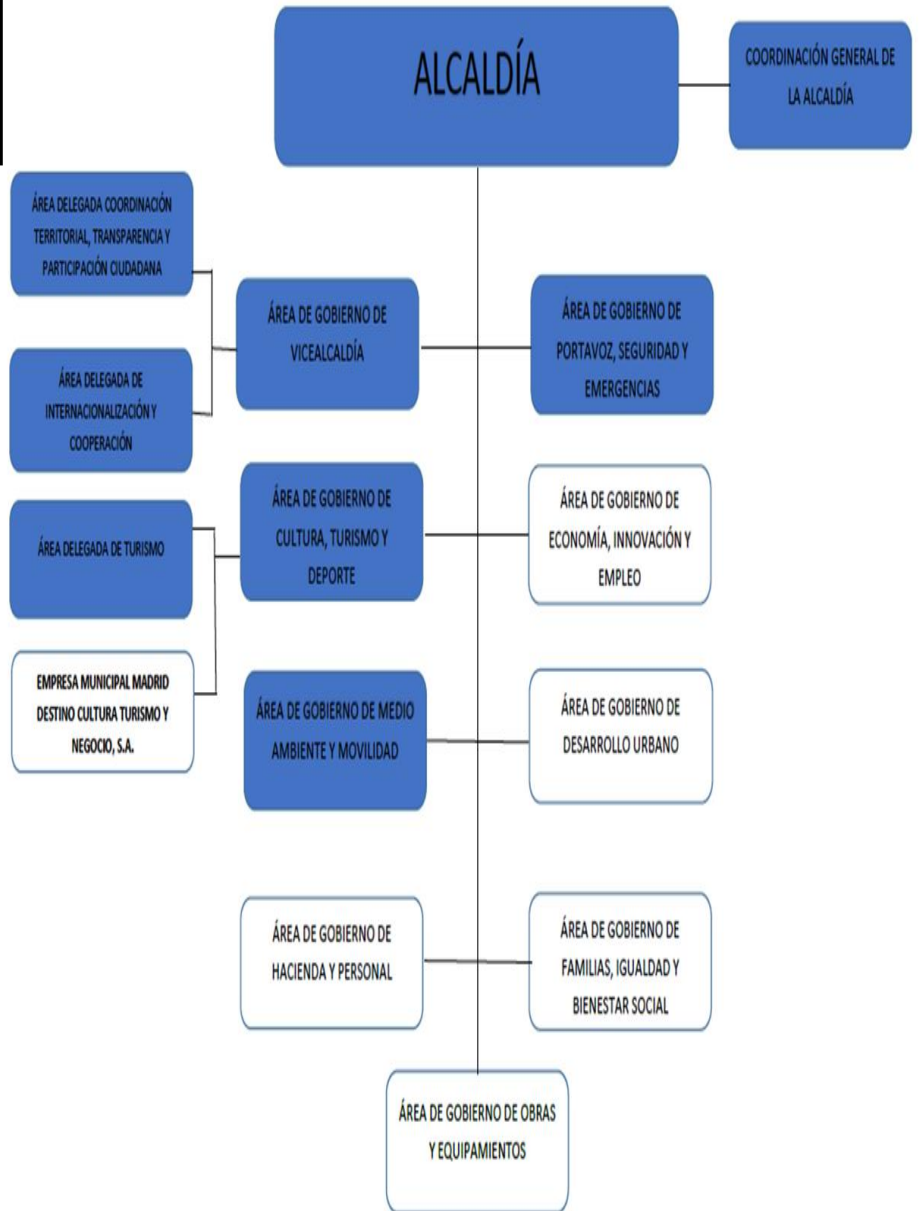 ALCALDÍA
COORDINACIÓN GENERAL DE
LA ALCALDÍA
ÁREA DELEGADA COORDINACIÓN
TERRITORIAL, TRANSPARENCIA Y
PARTICIPACIÓN CIUDADANA
ÁREA DE GOBIERNO DE
VICEALCALDÍA
ÁREA DE GOBIERNO DE
PORTAVOZ, SEGURIDAD Y
EMERGENCIAS
ÁREA DELEGADA DE
INTERNACIONALIZACIÓN Y
COOPERACIÓN
ÁREA DE GOBIERNO DE
CULTURA, TURISMO Y
DEPORTE
ÁREA DE GOBIERNO DE
ECONOMÍA, INNOVACIÓN Y
EMPLEO
ÁREA DELEGADA DE TURISMO
EMPRESA MUNICIPAL MADRID
DESTINO CULTURA TURISMO Y
NEGOCIO, S.A.
ÁREA DE GOBIERNO DE MEDIO
AMBIENTE Y MOVILIDAD
ÁREA DE GOBIERNO DE
DESARROLLO URBANO
ÁREA DE GOBIERNO DE
HACIENDA Y PERSONAL
ÁREA DE GOBIERNO DE
FAMILIAS, IGUALDAD Y
BIENESTAR SOCIAL
ÁREA DE GOBIERNO DE OBRAS
Y EQUIPAMIENTOS